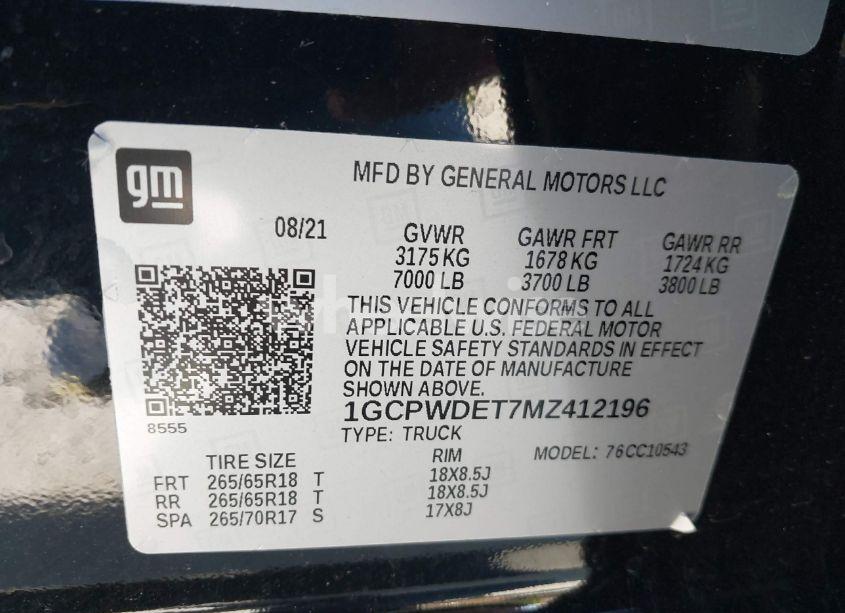 gm
MFD BY GENERAL MOTORS LLC
08/21
GVWR GAWR FRT GAWR RR
3175 KG 1678 KG 1724 KG
7000 LB 3700 LB 3800 LB
THIS VEHICLE CONFORMS TO ALL
APPLICABLE U.S. FEDERAL MOTOR
VEHICLE SAFETY STANDARDS IN EFFECT
ON THE DATE OF MANUFACTURE
SHOWN ABOVE.
1GCPWDET7MZ412196
8555
TYPE: TRUCK
MODEL: 76CC10543
TIRE SIZE RIM
FRT 265/65R18 T 18X8.5J
RR 265/65R18 T 18X8.5J
SPA 265/70R17 S 17X8J